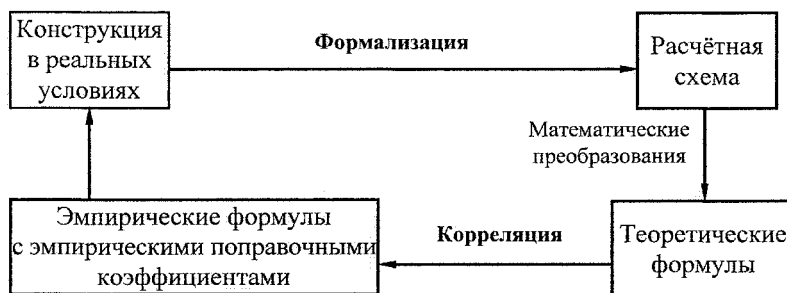 Конструкция
в реальных
условиях
Формализация
Расчётная
схема
Математические
преобразования
Эмпирические формулы
с эмпирическими поправочными
коэффициентами
Корреляция
Теоретические
формулы